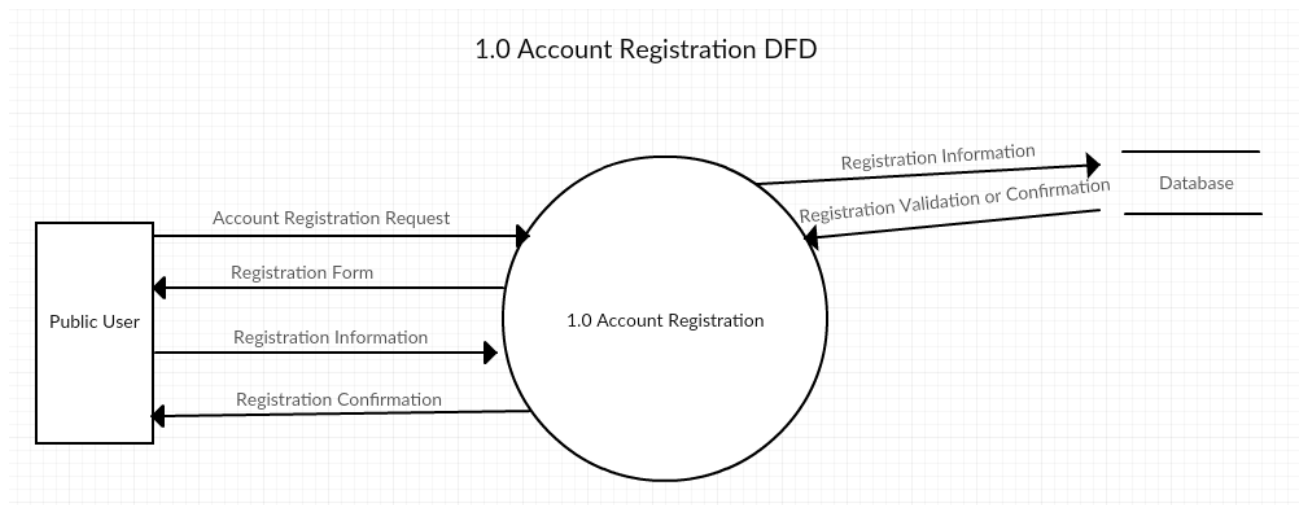 1.0 Account Registration DFD
Registration Information
Database
Registration Validation or Confirmation
Account Registration Request
Registration Form
Public User
1.0 Account Registration
Registration Information
Registration Confirmation